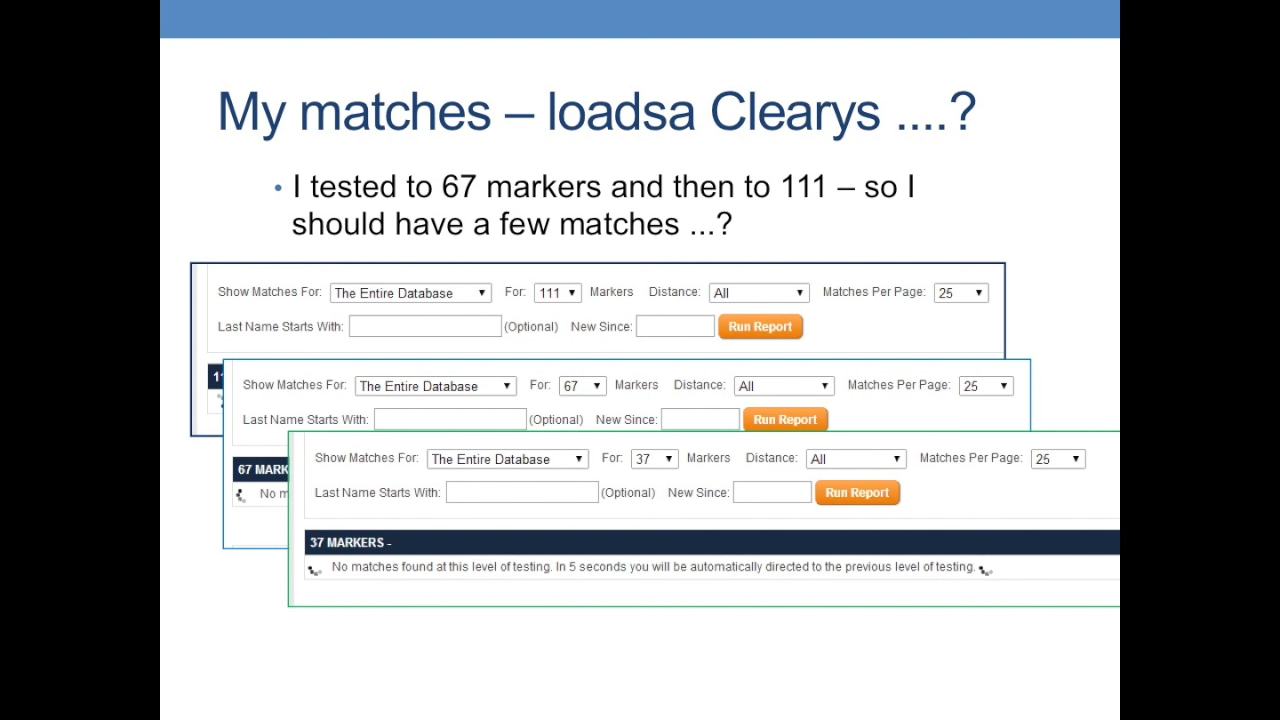 My matches – loadsa Clearys ....?
• I tested to 67 markers and then to 111 – so I
should have a few matches ...?
Show Matches For: The Entire Database For: 111 Markers Distance: All Matches Per Page: 25
Last Name Starts With: (Optional) New Since: Run Report
11
Show Matches For: The Entire Database For: 67 Markers Distance: All Matches Per Page: 25
Last Name Starts With: (Optional) New Since: Run Report
67 MARK
No m
Show Matches For: The Entire Database For: 37 Markers Distance: All Matches Per Page: 25
Last Name Starts With: (Optional) New Since: Run Report
37 MARKERS -
No matches found at this level of testing. In 5 seconds you will be automatically directed to the previous level of testing.